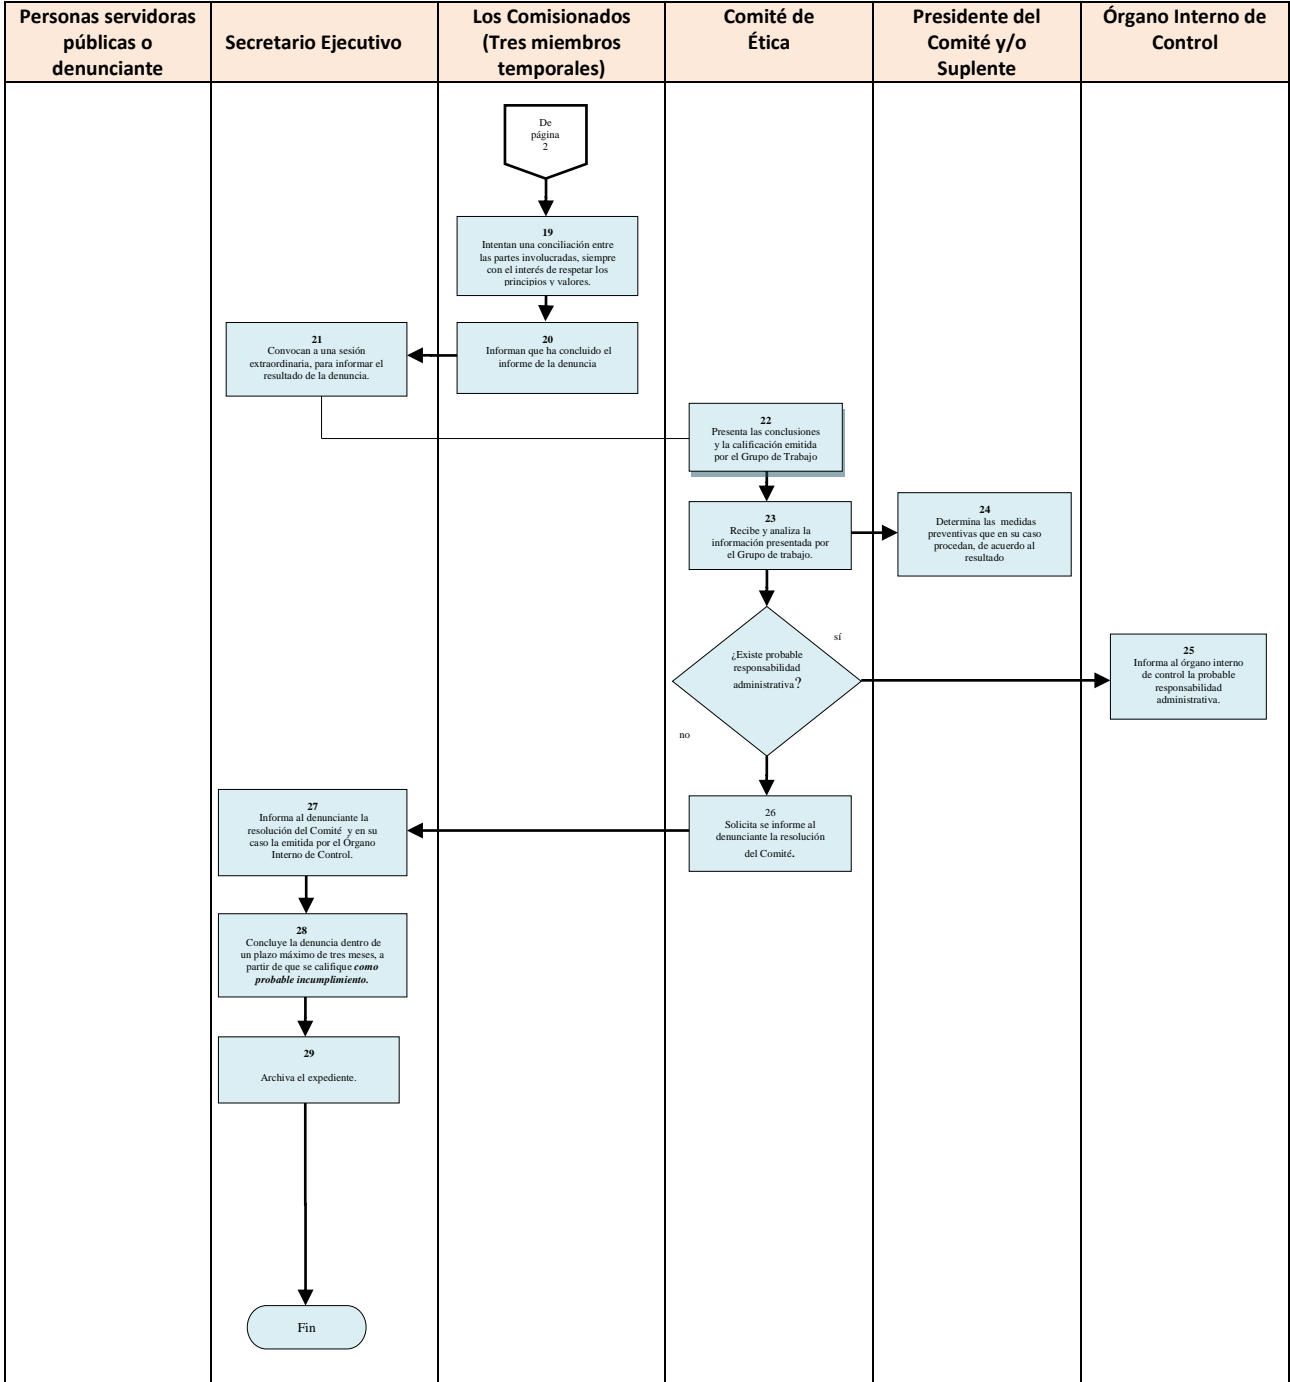 Personas servidoras
públicas o
denunciante
Secretario Ejecutivo
Los Comisionados
(Tres miembros
temporales)
Comité de
Ética
Presidente del
Comité y/o
Suplente
Órgano Interno de
Control
De
página
2
19
Intentan una conciliación entre
las partes involucradas, siempre
con el interés de respetar los
principios y valores.
20
Informan que ha concluido el
informe de la denuncia
21
Convocan a una sesión
extraordinaria, para informar el
resultado de la denuncia.
22
Presenta las conclusiones
y la calificación emitida
por el Grupo de Trabajo
23
Recibe y analiza la
información presentada por
el Grupo de trabajo.
24
Determina las medidas
preventivas que en su caso
procedan, de acuerdo al
resultado
¿Existe probable
responsabilidad
administrativa?
sí
no
25
Informa al órgano interno
de control la probable
responsabilidad
administrativa.
26
Solicita se informe al
denunciante la resolución
del Comité.
27
Informa al denunciante la
resolución del Comité y en su
caso la emitida por el Órgano
Interno de Control.
28
Concluye la denuncia dentro de
un plazo máximo de tres meses, a
partir de que se califique como
probable incumplimiento.
29
Archiva el expediente.
Fin